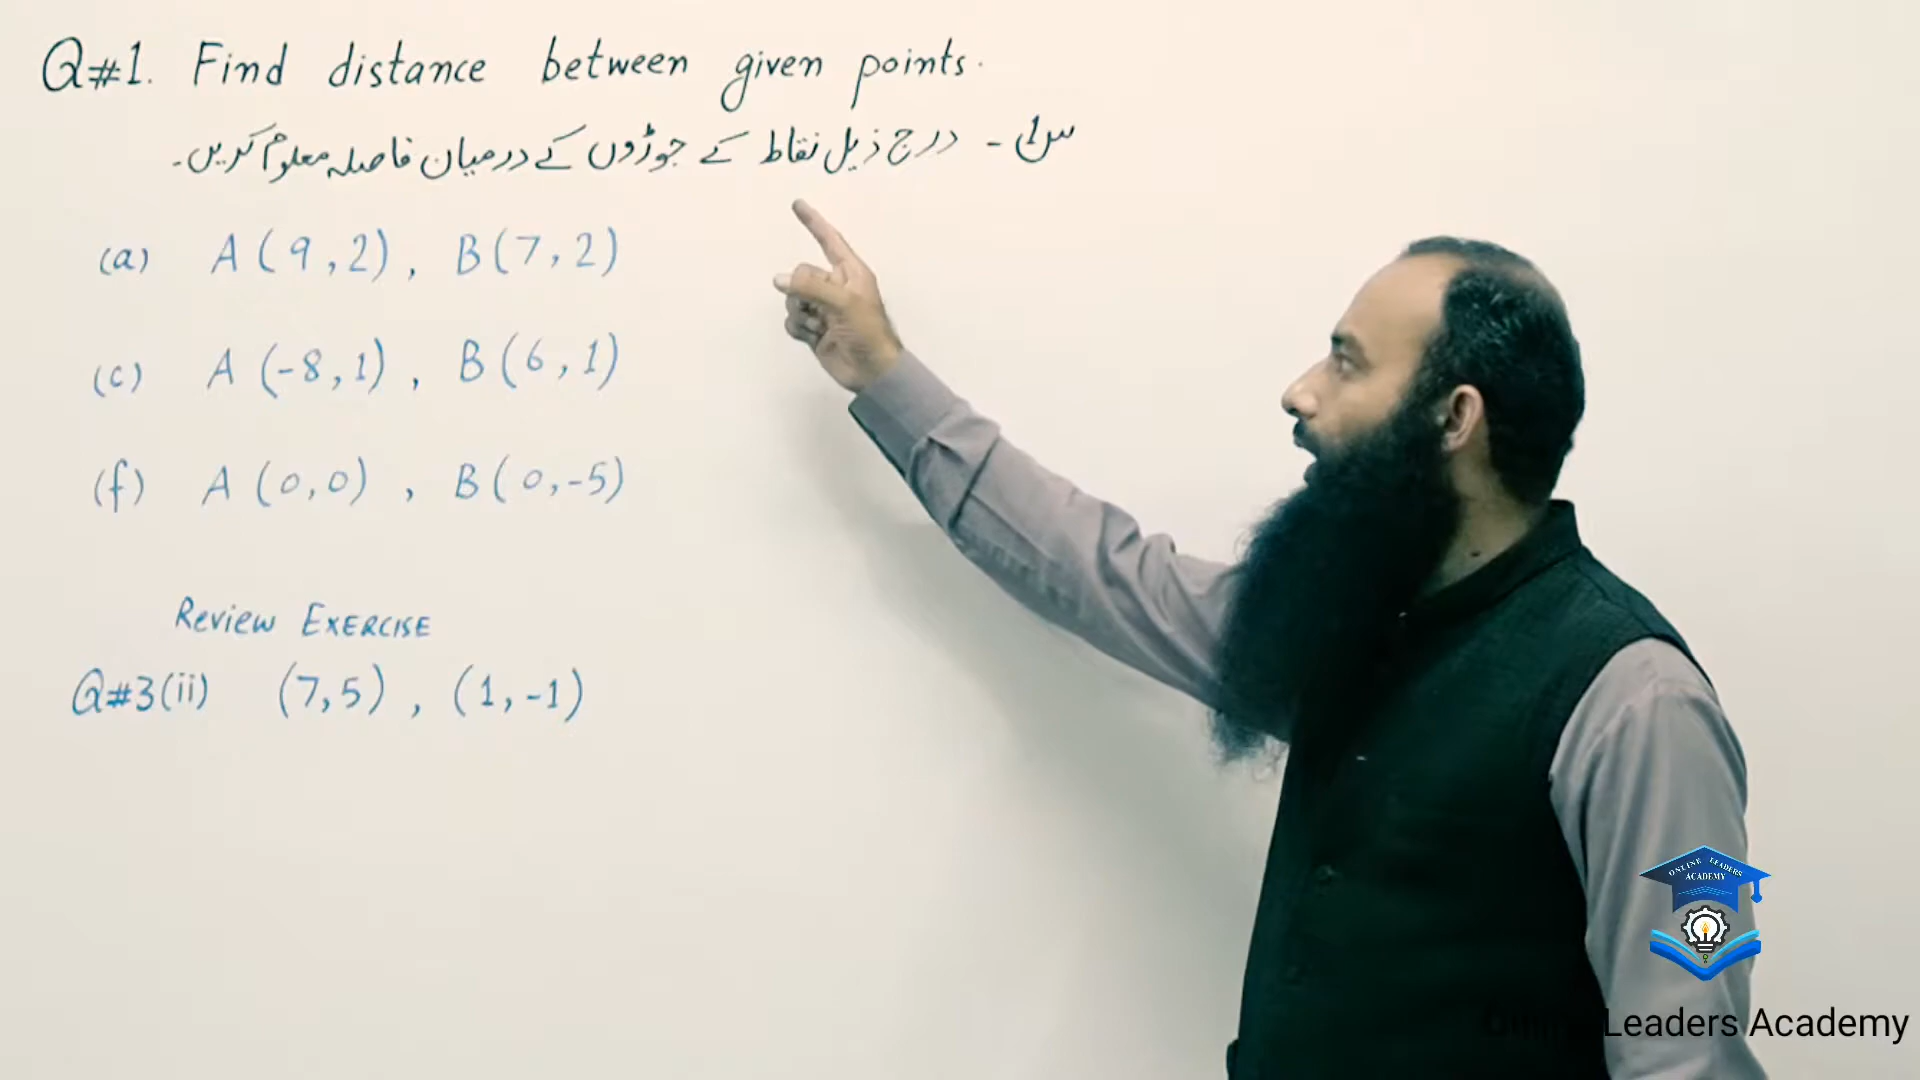 Q#1. Find distance between given points.
س1 - درج ذیل نقاط کے جوڑوں کے درمیان فاصلہ معلوم کریں۔
(a) A(9,2), B(7,2)
(c) A(-8,1), B(6,1)
(f) A(0,0), B(0,-5)
Review EXERCISE
Q#3(ii) (7,5), (1,-1)
ONLINE LEADERS
ACADEMY
Online Leaders Academy